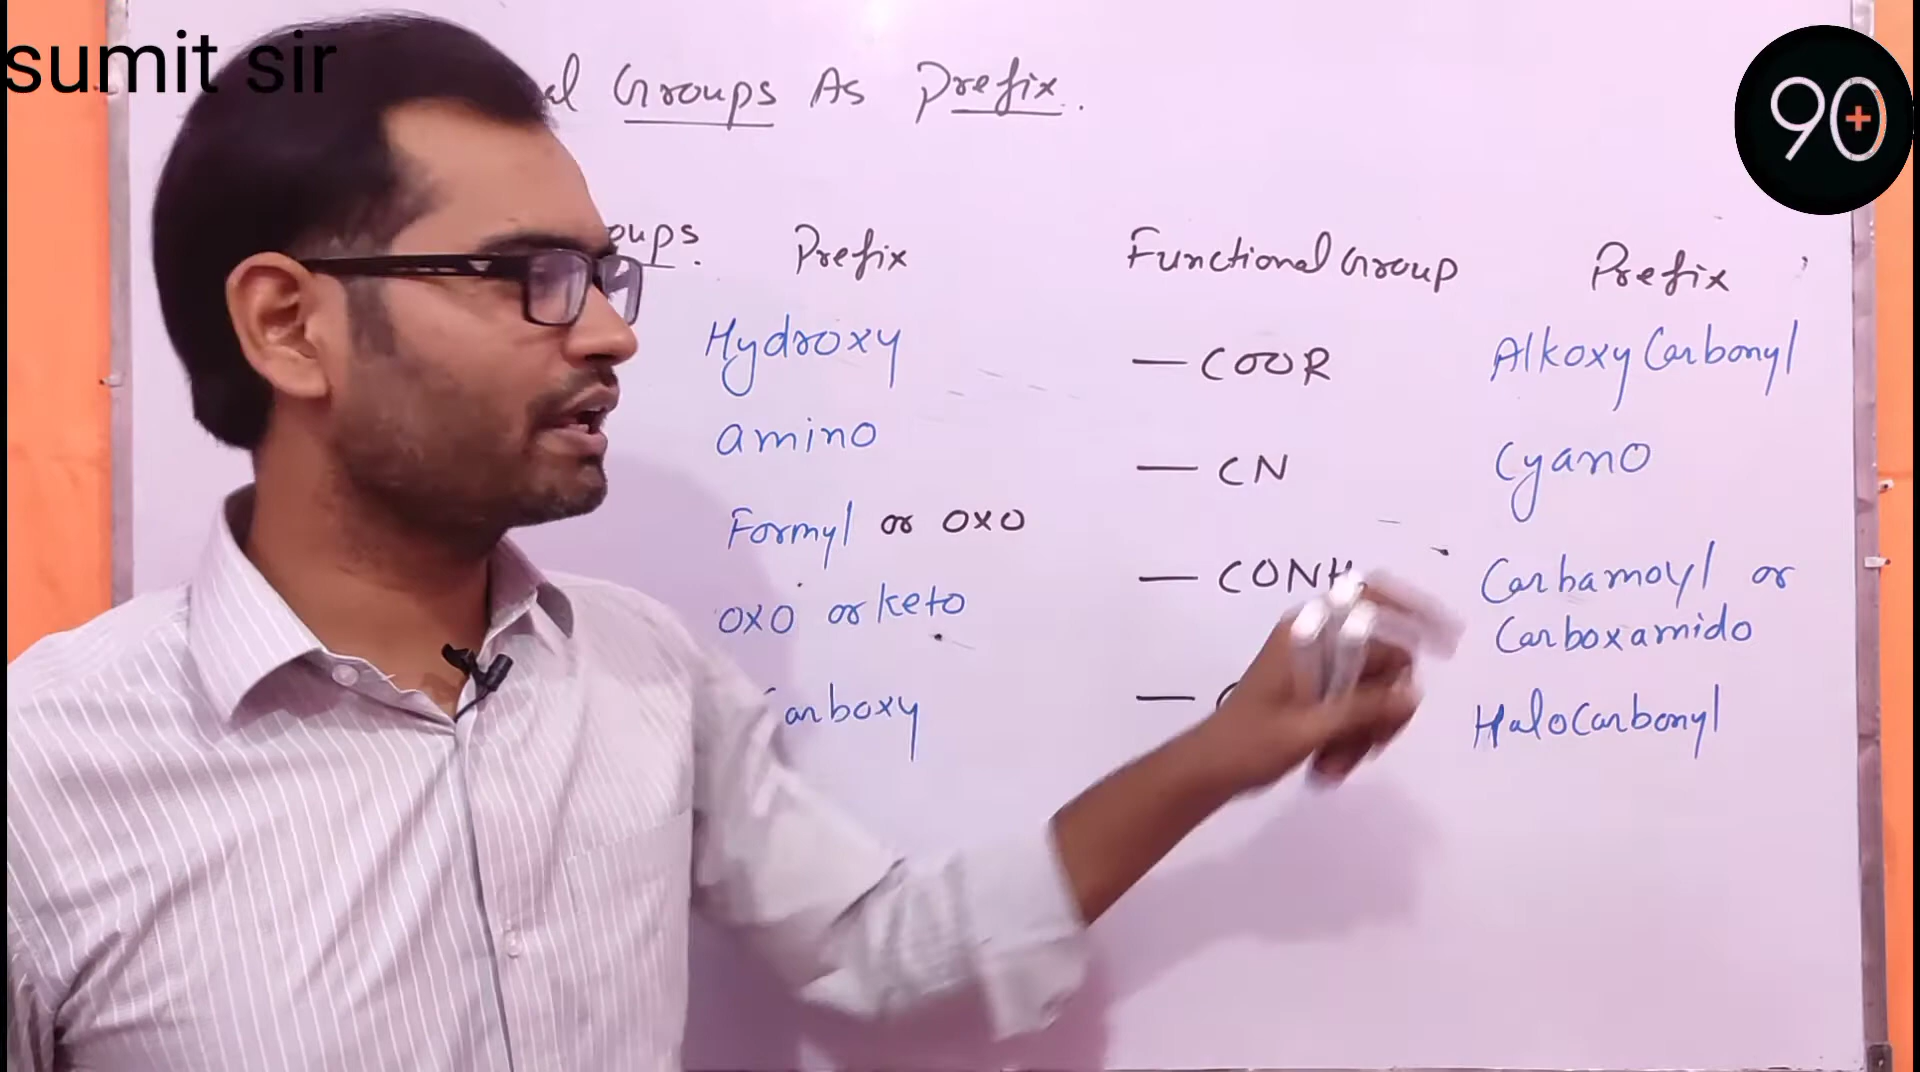 sumit sir
90+
Groups As Prefix.
Prefix
Functional Group
Prefix
Hydroxy
— COOR
Alkoxy Carbonyl
amino
— CN
Cyano
Formyl or oxo
— CONH
Carbamoyl or
Carboxamido
oxo or keto
HaloCarbonyl